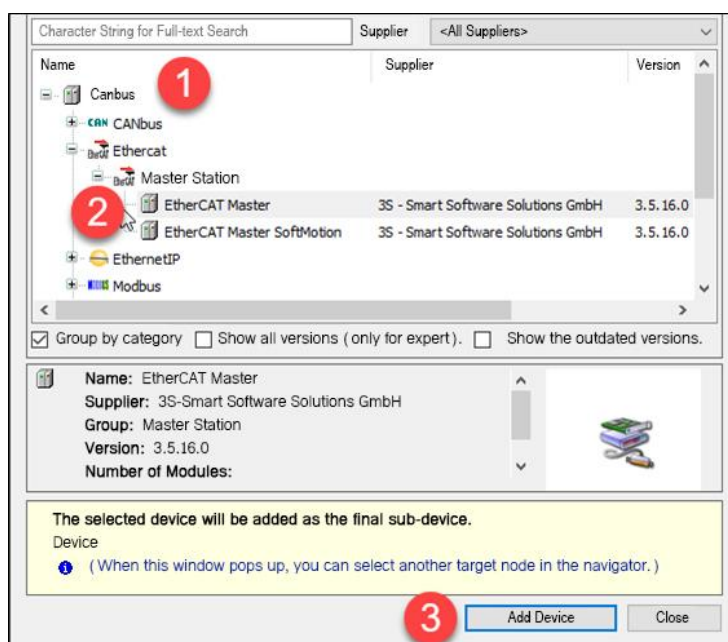 Character String for Full-text Search Supplier <All Suppliers>
Name Supplier Version
1
Canbus
CAN CANbus
EtherCAT Ethercat
EtherCAT Master Station
2
EtherCAT Master 3S - Smart Software Solutions GmbH 3.5.16.0
EtherCAT Master SoftMotion 3S - Smart Software Solutions GmbH 3.5.16.0
EthernetIP
Modbus
Group by category Show all versions (only for expert). Show the outdated versions.
Name: EtherCAT Master
Supplier: 3S-Smart Software Solutions GmbH
Group: Master Station
Version: 3.5.16.0
Number of Modules:
The selected device will be added as the final sub-device.
Device
(When this window pops up, you can select another target node in the navigator.)
3 Add Device Close